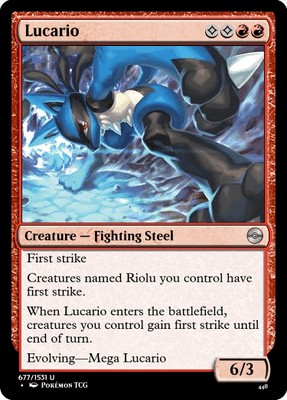 Lucario
Creature — Fighting Steel
First strike
Creatures named Riolu you control have
first strike.
When Lucario enters the battlefield,
creatures you control gain first strike until
end of turn.
Evolving—Mega Lucario
6/3
677/1531 U
• Pokémon TCG
448